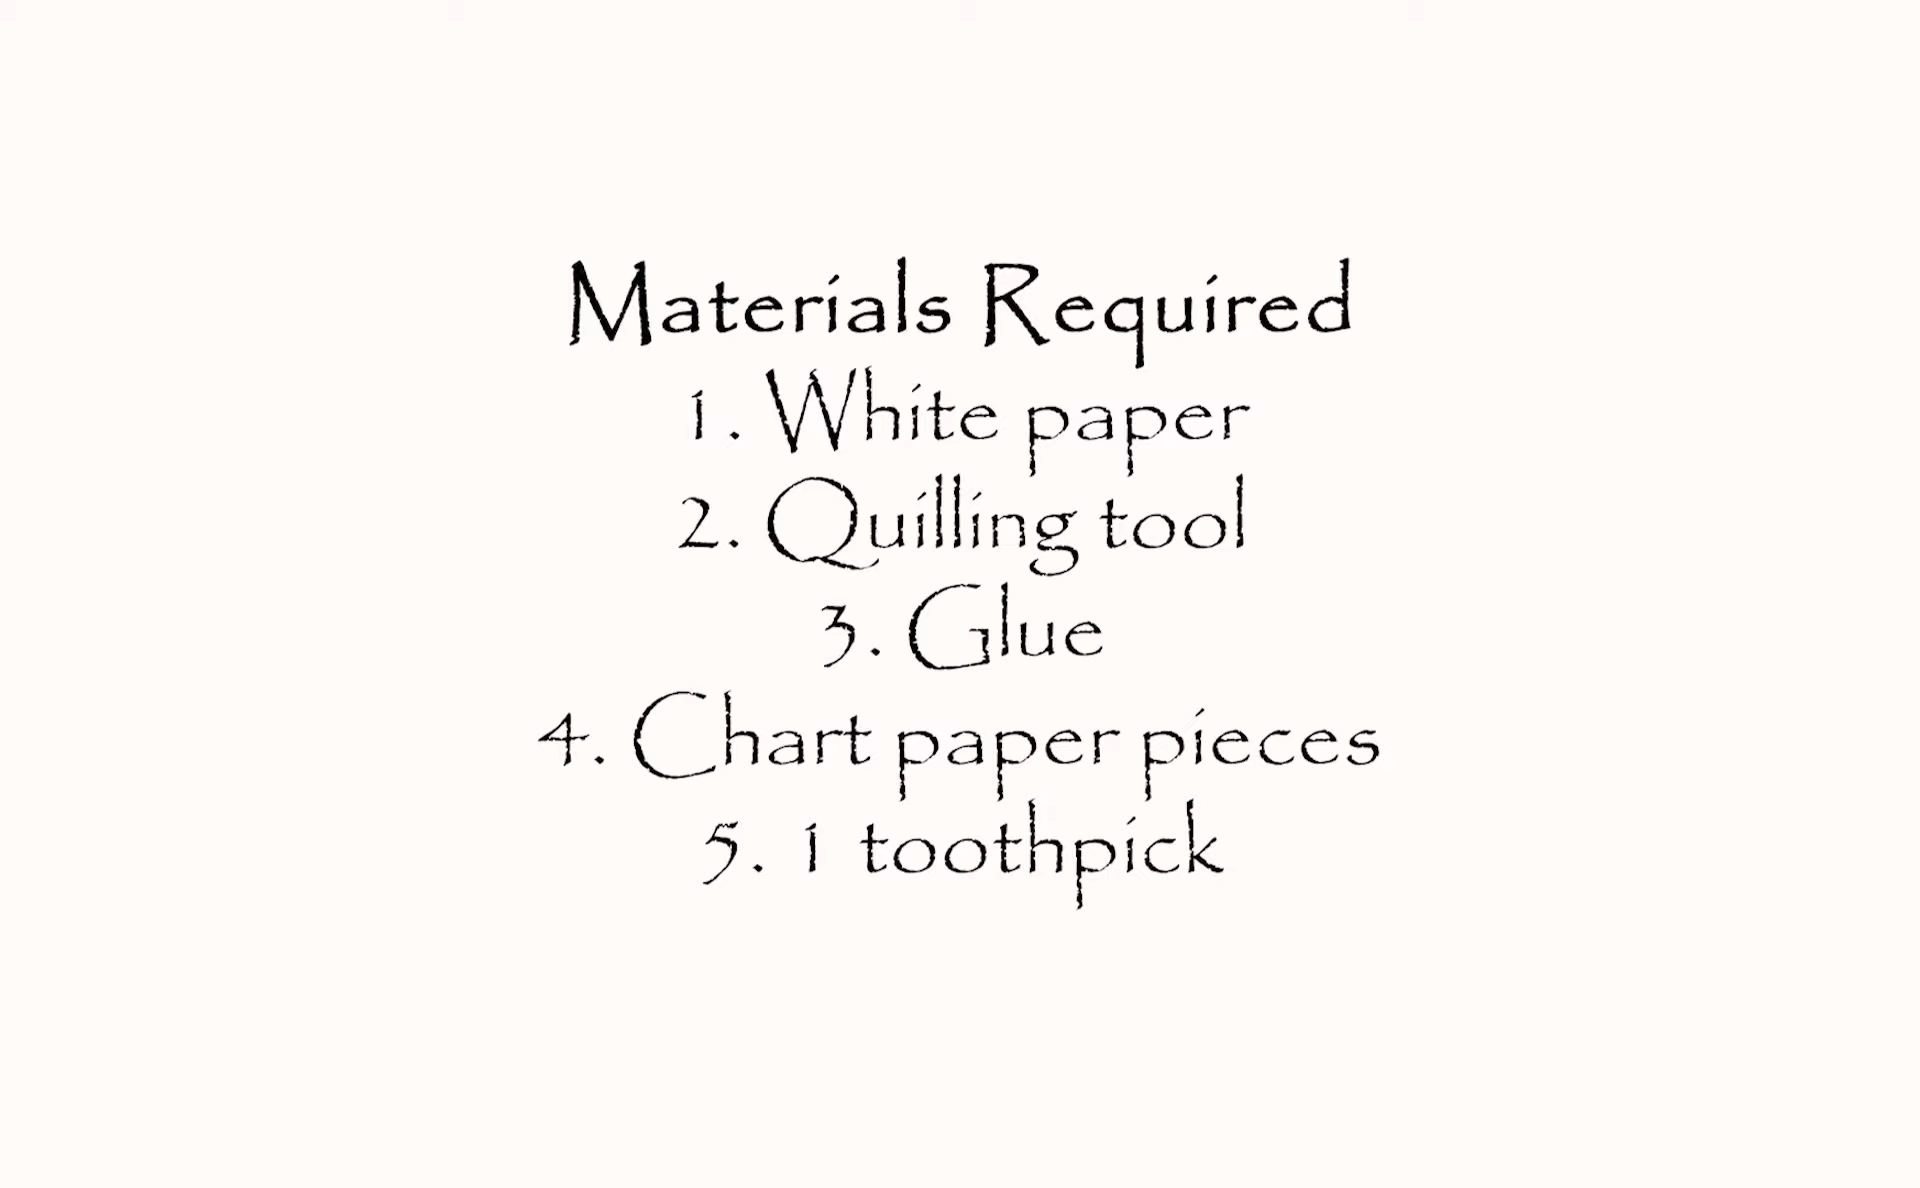 Materials Required
1. White paper
2. Quilling tool
3. Glue
4. Chart paper pieces
5. 1 toothpick